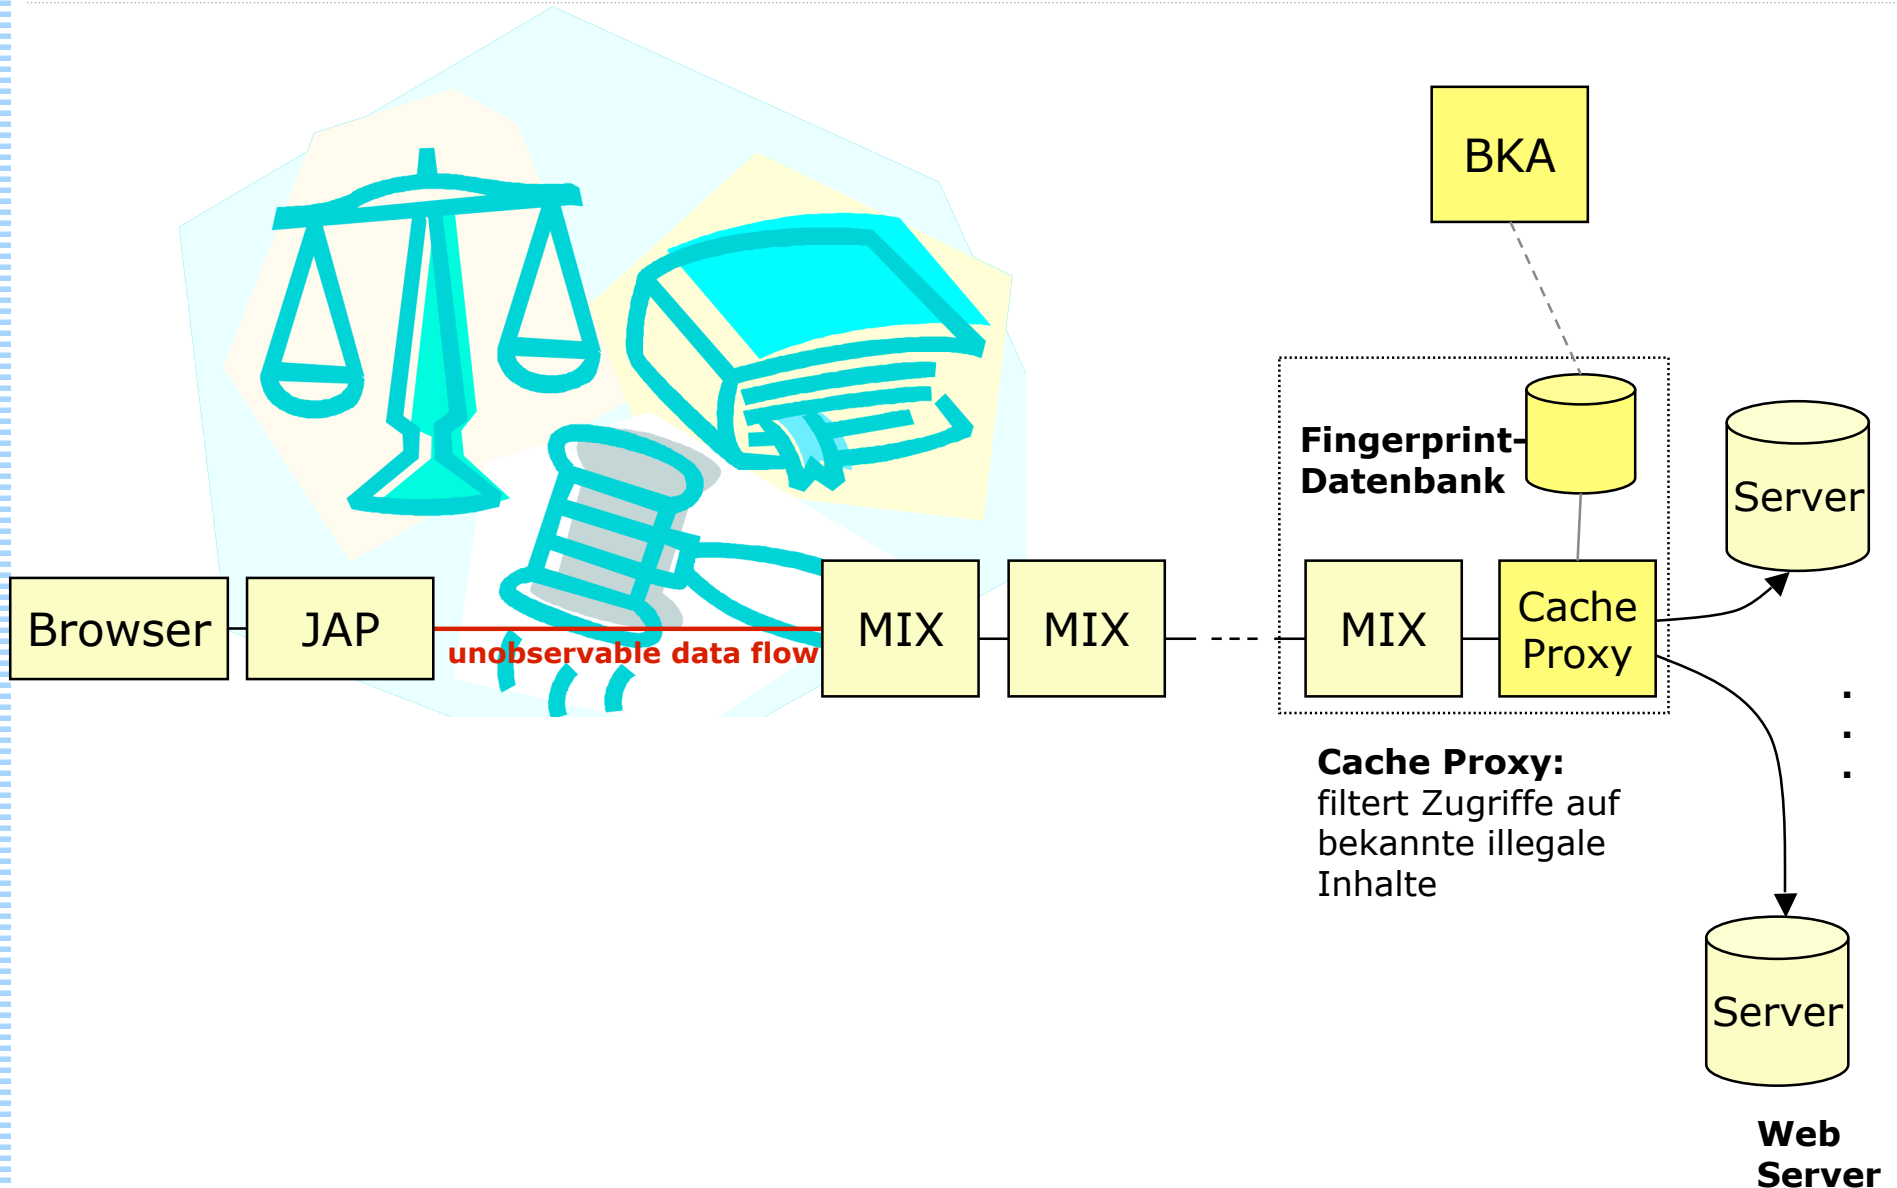 BKA
Fingerprint-
Datenbank
Server
Browser
JAP
unobservable data flow
MIX
MIX
MIX
Cache
Proxy
Cache Proxy:
filtert Zugriffe auf
bekannte illegale
Inhalte
.
.
.
Server
Web
Server